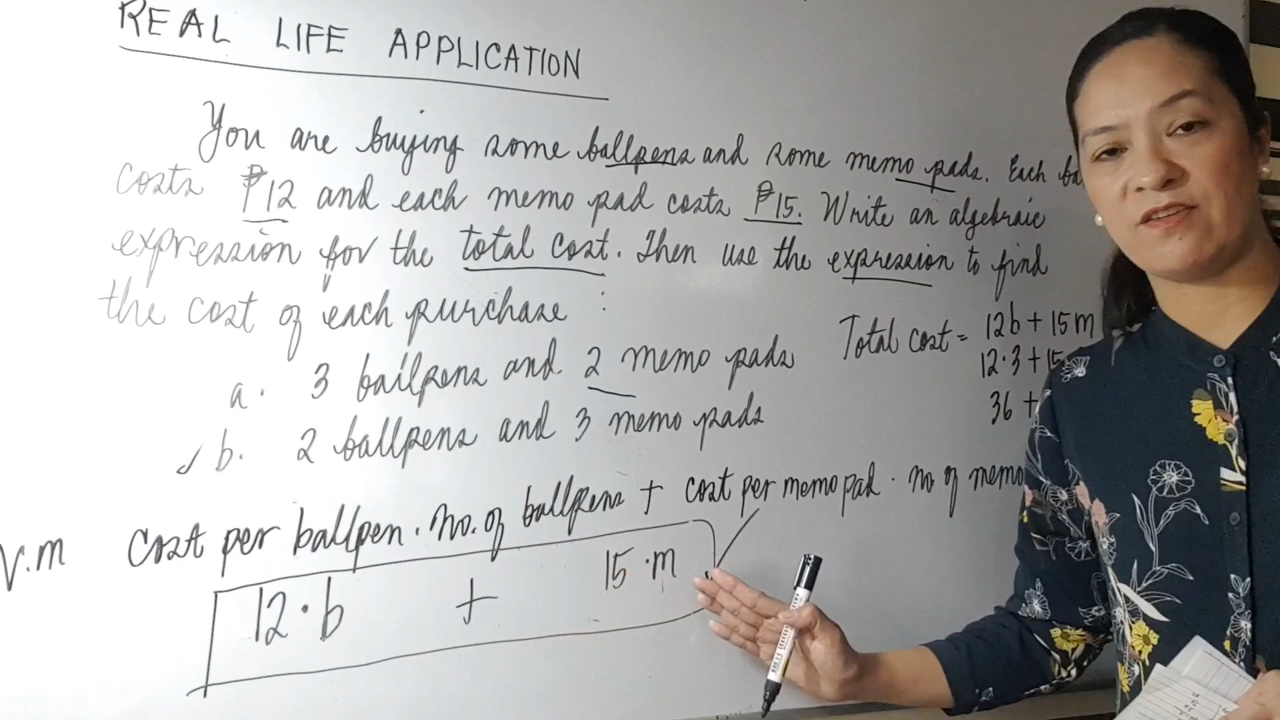 REAL LIFE APPLICATION
You are buying some ballpens and some memo pads. Each
costs ₱12 and each memo pad costs ₱15. Write an algebraic
expression for the total cost. Then use the expression to find
the cost of each purchase :
Total cost = 12b + 15m
12·3 + 15
36 +
a. 3 ballpens and 2 memo pads
✓ b. 2 ballpens and 3 memo pads
V.m cost per ballpen · No. of ballpens + cost per memo pad · no of memo
12·b + 15·m